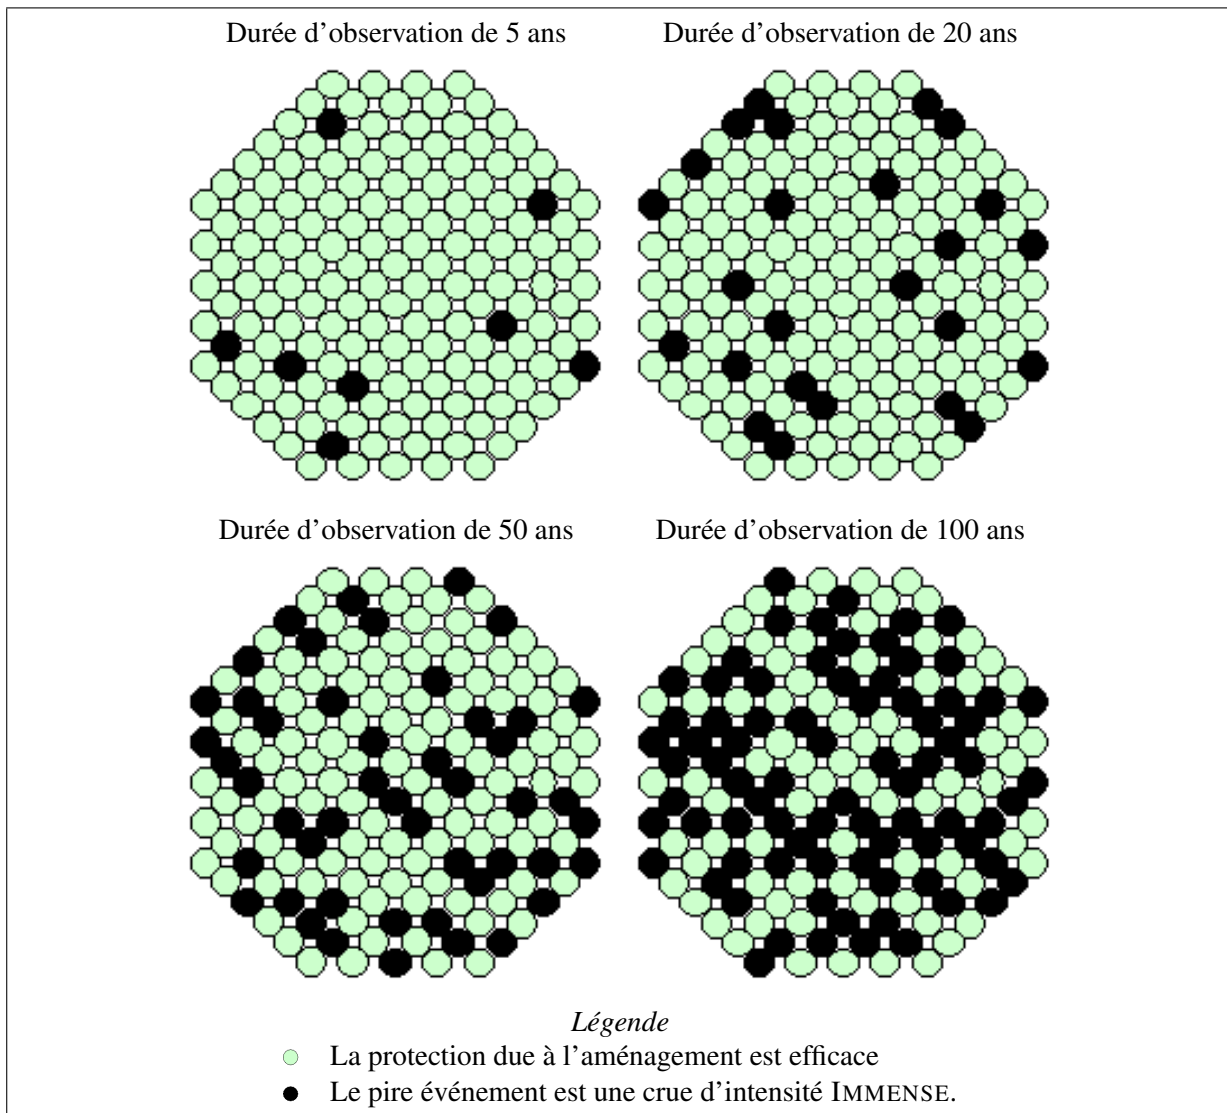 Durée d'observation de 5 ans
Durée d'observation de 20 ans
Durée d'observation de 50 ans
Durée d'observation de 100 ans
Légende
La protection due à l'aménagement est efficace
Le pire événement est une crue d'intensité IMMENSE.